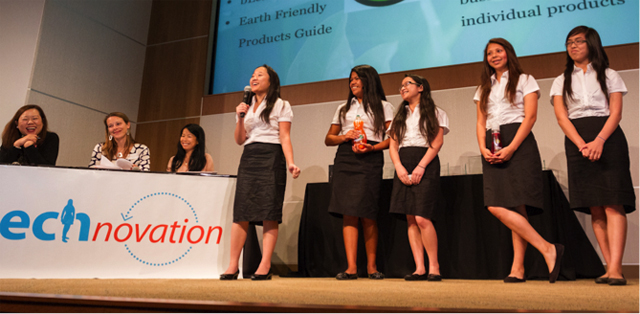 • Earth Friendly
Products Guide
individual products
echnovation